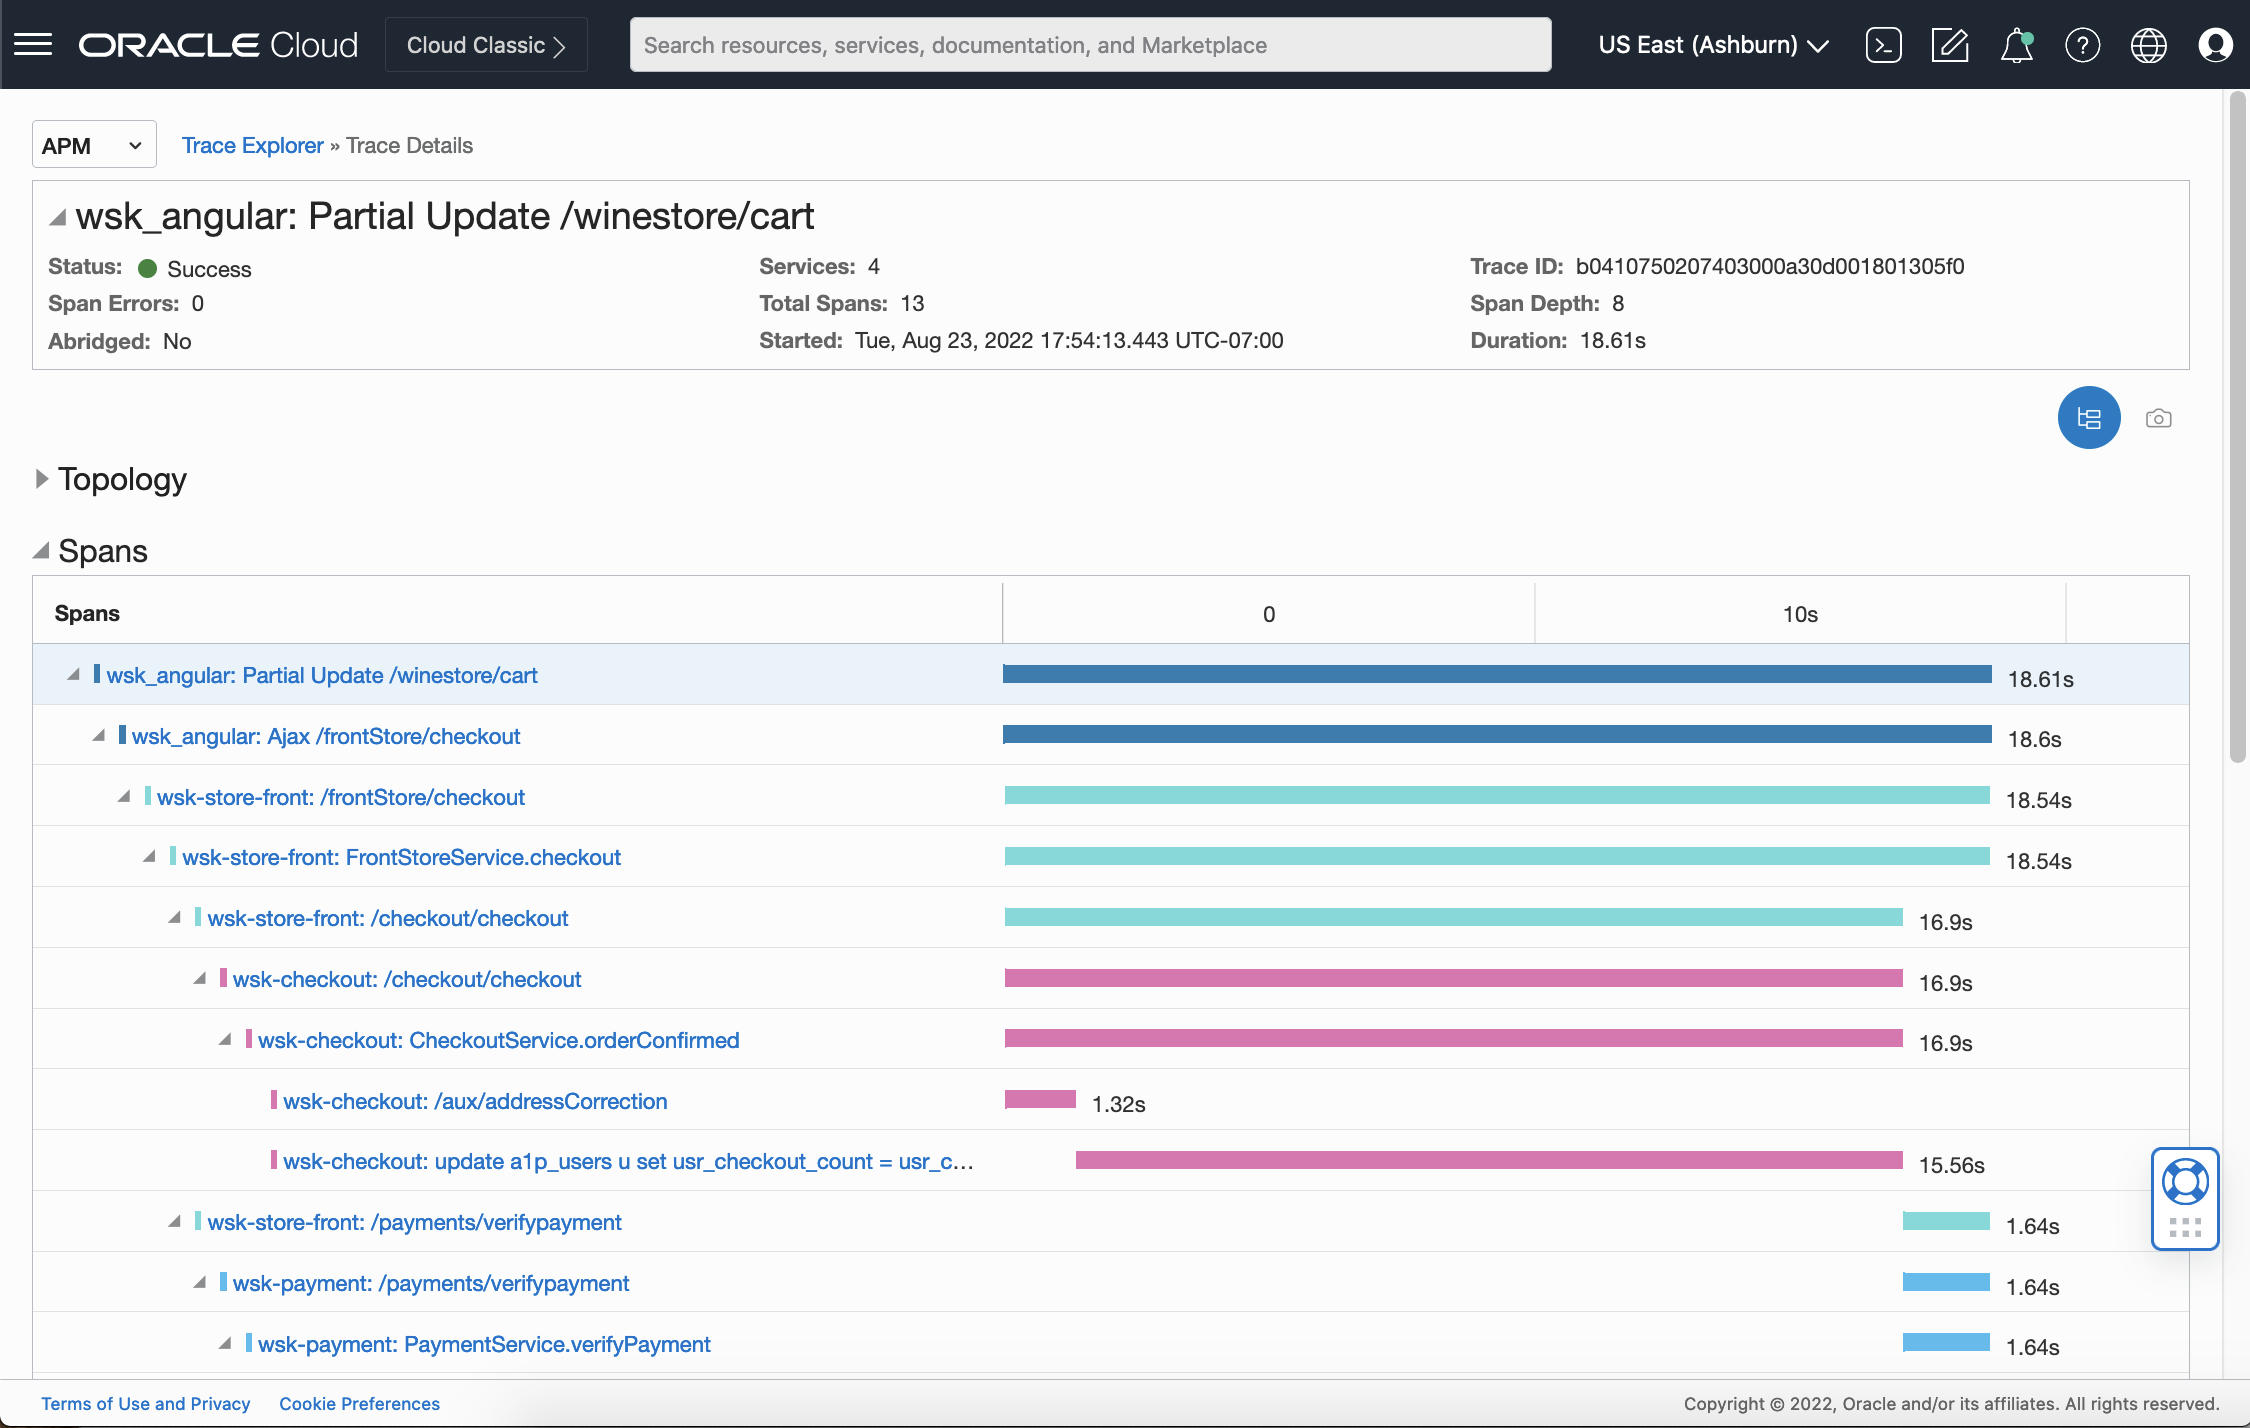 ORACLE Cloud
Cloud Classic
Search resources, services, documentation, and Marketplace
US East (Ashburn)
APM
Trace Explorer » Trace Details
wsk_angular: Partial Update /winestore/cart
Status: Success
Services: 4
Trace ID: b0410750207403000a30d001801305f0
Span Errors: 0
Total Spans: 13
Span Depth: 8
Abridged: No
Started: Tue, Aug 23, 2022 17:54:13.443 UTC-07:00
Duration: 18.61s
Topology
Spans
Spans 0 10s
wsk_angular: Partial Update /winestore/cart 18.61s
wsk_angular: Ajax /frontStore/checkout 18.6s
wsk-store-front: /frontStore/checkout 18.54s
wsk-store-front: FrontStoreService.checkout 18.54s
wsk-store-front: /checkout/checkout 16.9s
wsk-checkout: /checkout/checkout 16.9s
wsk-checkout: CheckoutService.orderConfirmed 16.9s
wsk-checkout: /aux/addressCorrection 1.32s
wsk-checkout: update a1p_users u set usr_checkout_count = usr_c... 15.56s
wsk-store-front: /payments/verifypayment 1.64s
wsk-payment: /payments/verifypayment 1.64s
wsk-payment: PaymentService.verifyPayment 1.64s
Terms of Use and Privacy Cookie Preferences
Copyright © 2022, Oracle and/or its affiliates. All rights reserved.